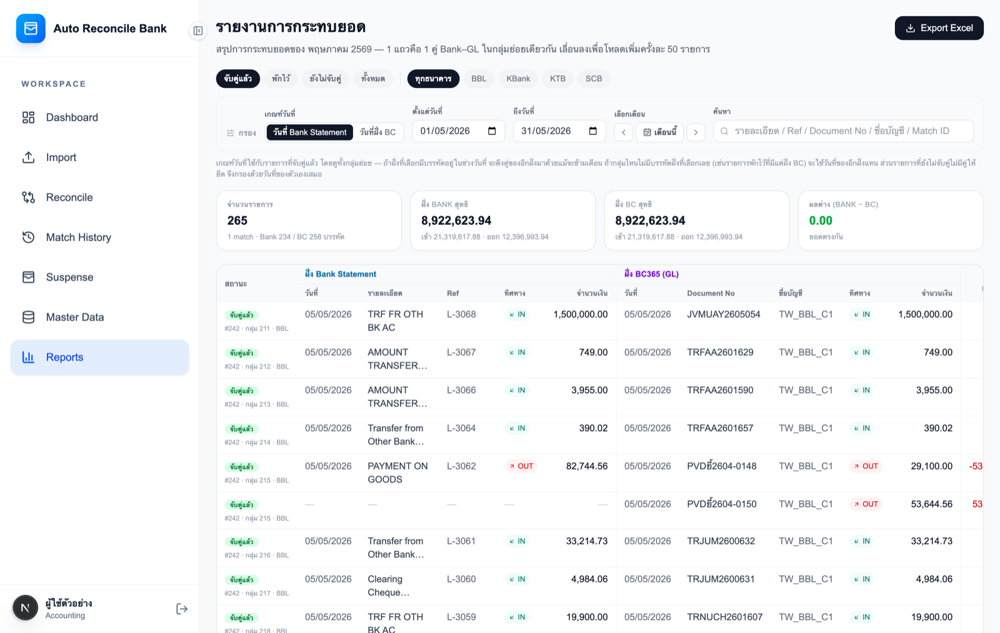 Auto Reconcile Bank
WORKSPACE
Dashboard
Import
Reconcile
Match History
Suspense
Master Data
Reports
N
ผู้ใช้ตัวอย่าง
Accounting
รายงานการกระทบยอด
Export Excel
สรุปการกระทบยอดของ พฤษภาคม 2569 — 1 แถวคือ 1 คู่ Bank–GL ในกลุ่มย่อยเดียวกัน เลื่อนลงเพื่อโหลดเพิ่มครั้งละ 50 รายการ
จับคู่แล้ว พักไว้ ยังไม่จับคู่ ทั้งหมด ทุกธนาคาร BBL KBank KTB SCB
เกณฑ์วันที่ ตั้งแต่วันที่ ถึงวันที่ เลือกเดือน ค้นหา
กรอง วันที่ Bank Statement วันที่ฝั่ง BC 01/05/2026 31/05/2026 เดือนนี้ รายละเอียด / Ref / Document No / ชื่อบัญชี / Match ID
เกณฑ์วันที่ใช้กับรายการที่จับคู่แล้ว โดยดูทั้งกลุ่มย่อย — ถ้าฝั่งที่เลือกมีบรรทัดอยู่ในช่วงวันที่ จะดึงคู่ของอีกฝั่งมาด้วยแม้จะข้ามเดือน ถ้ากลุ่มไหนไม่มีบรรทัดฝั่งที่เลือกเลย (เช่นรายการพักไว้ที่มีแต่ฝั่ง BC) จะใช้วันที่ของอีกฝั่งแทน ส่วนรายการที่ยังไม่จับคู่ไม่มีคู่ให้
ยึด จึงกรองด้วยวันที่ของตัวเองเสมอ
จำนวนรายการ ฝั่ง BANK สุทธิ ฝั่ง BC สุทธิ ผลต่าง (BANK − BC)
265 8,922,623.94 8,922,623.94 0.00
1 match · Bank 234 / BC 258 บรรทัด เข้า 21,319,617.88 · ออก 12,396,993.94 เข้า 21,319,617.88 · ออก 12,396,993.94 ยอดตรงกัน
สถานะ ฝั่ง Bank Statement ฝั่ง BC365 (GL)
วันที่ รายละเอียด Ref ทิศทาง จำนวนเงิน วันที่ Document No ชื่อบัญชี ทิศทาง จำนวนเงิน
จับคู่แล้ว 05/05/2026 TRF FR OTH L-3068 IN 1,500,000.00 05/05/2026 JVMUAY2605054 TW_BBL_C1 IN 1,500,000.00
#242 · กลุ่ม 211 · BBL BK AC
จับคู่แล้ว 05/05/2026 AMOUNT L-3067 IN 749.00 05/05/2026 TRFAA2601629 TW_BBL_C1 IN 749.00
#242 · กลุ่ม 212 · BBL TRANSFER…
จับคู่แล้ว 05/05/2026 AMOUNT L-3066 IN 3,955.00 05/05/2026 TRFAA2601590 TW_BBL_C1 IN 3,955.00
#242 · กลุ่ม 213 · BBL TRANSFER…
จับคู่แล้ว 05/05/2026 Transfer from L-3064 IN 390.02 05/05/2026 TRFAA2601657 TW_BBL_C1 IN 390.02
#242 · กลุ่ม 214 · BBL Other Bank…
จับคู่แล้ว 05/05/2026 PAYMENT ON L-3062 OUT 82,744.56 05/05/2026 PVDยี้2604-0148 TW_BBL_C1 OUT 29,100.00 -53
#242 · กลุ่ม 215 · BBL GOODS
จับคู่แล้ว — — — — — 05/05/2026 PVDยี้2604-0150 TW_BBL_C1 OUT 53,644.56 53
#242 · กลุ่ม 215 · BBL
จับคู่แล้ว 05/05/2026 Transfer from L-3061 IN 33,214.73 05/05/2026 TRJUM2600632 TW_BBL_C1 IN 33,214.73
#242 · กลุ่ม 216 · BBL Other Bank…
จับคู่แล้ว 05/05/2026 Clearing L-3060 IN 4,984.06 05/05/2026 TRJUM2600631 TW_BBL_C1 IN 4,984.06
#242 · กลุ่ม 217 · BBL Cheque…
จับคู่แล้ว 05/05/2026 TRF FR OTH L-3059 IN 19,900.00 05/05/2026 TRNUCH2601607 TW_BBL_C1 IN 19,900.00
#242 · กลุ่ม 218 · BBL BK AC